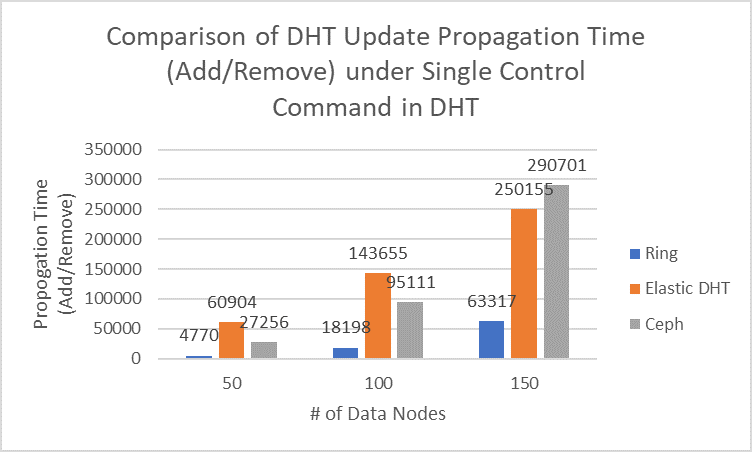 Comparison of DHT Update Propagation Time
(Add/Remove) under Single Control
Command in DHT
Propogation Time
(Add/Remove)
350000
300000
250000
200000
150000
100000
50000
0
4770
60904
27256
18198
143655
95111
63317
250155
290701
50
100
150
# of Data Nodes
Ring
Elastic DHT
Ceph